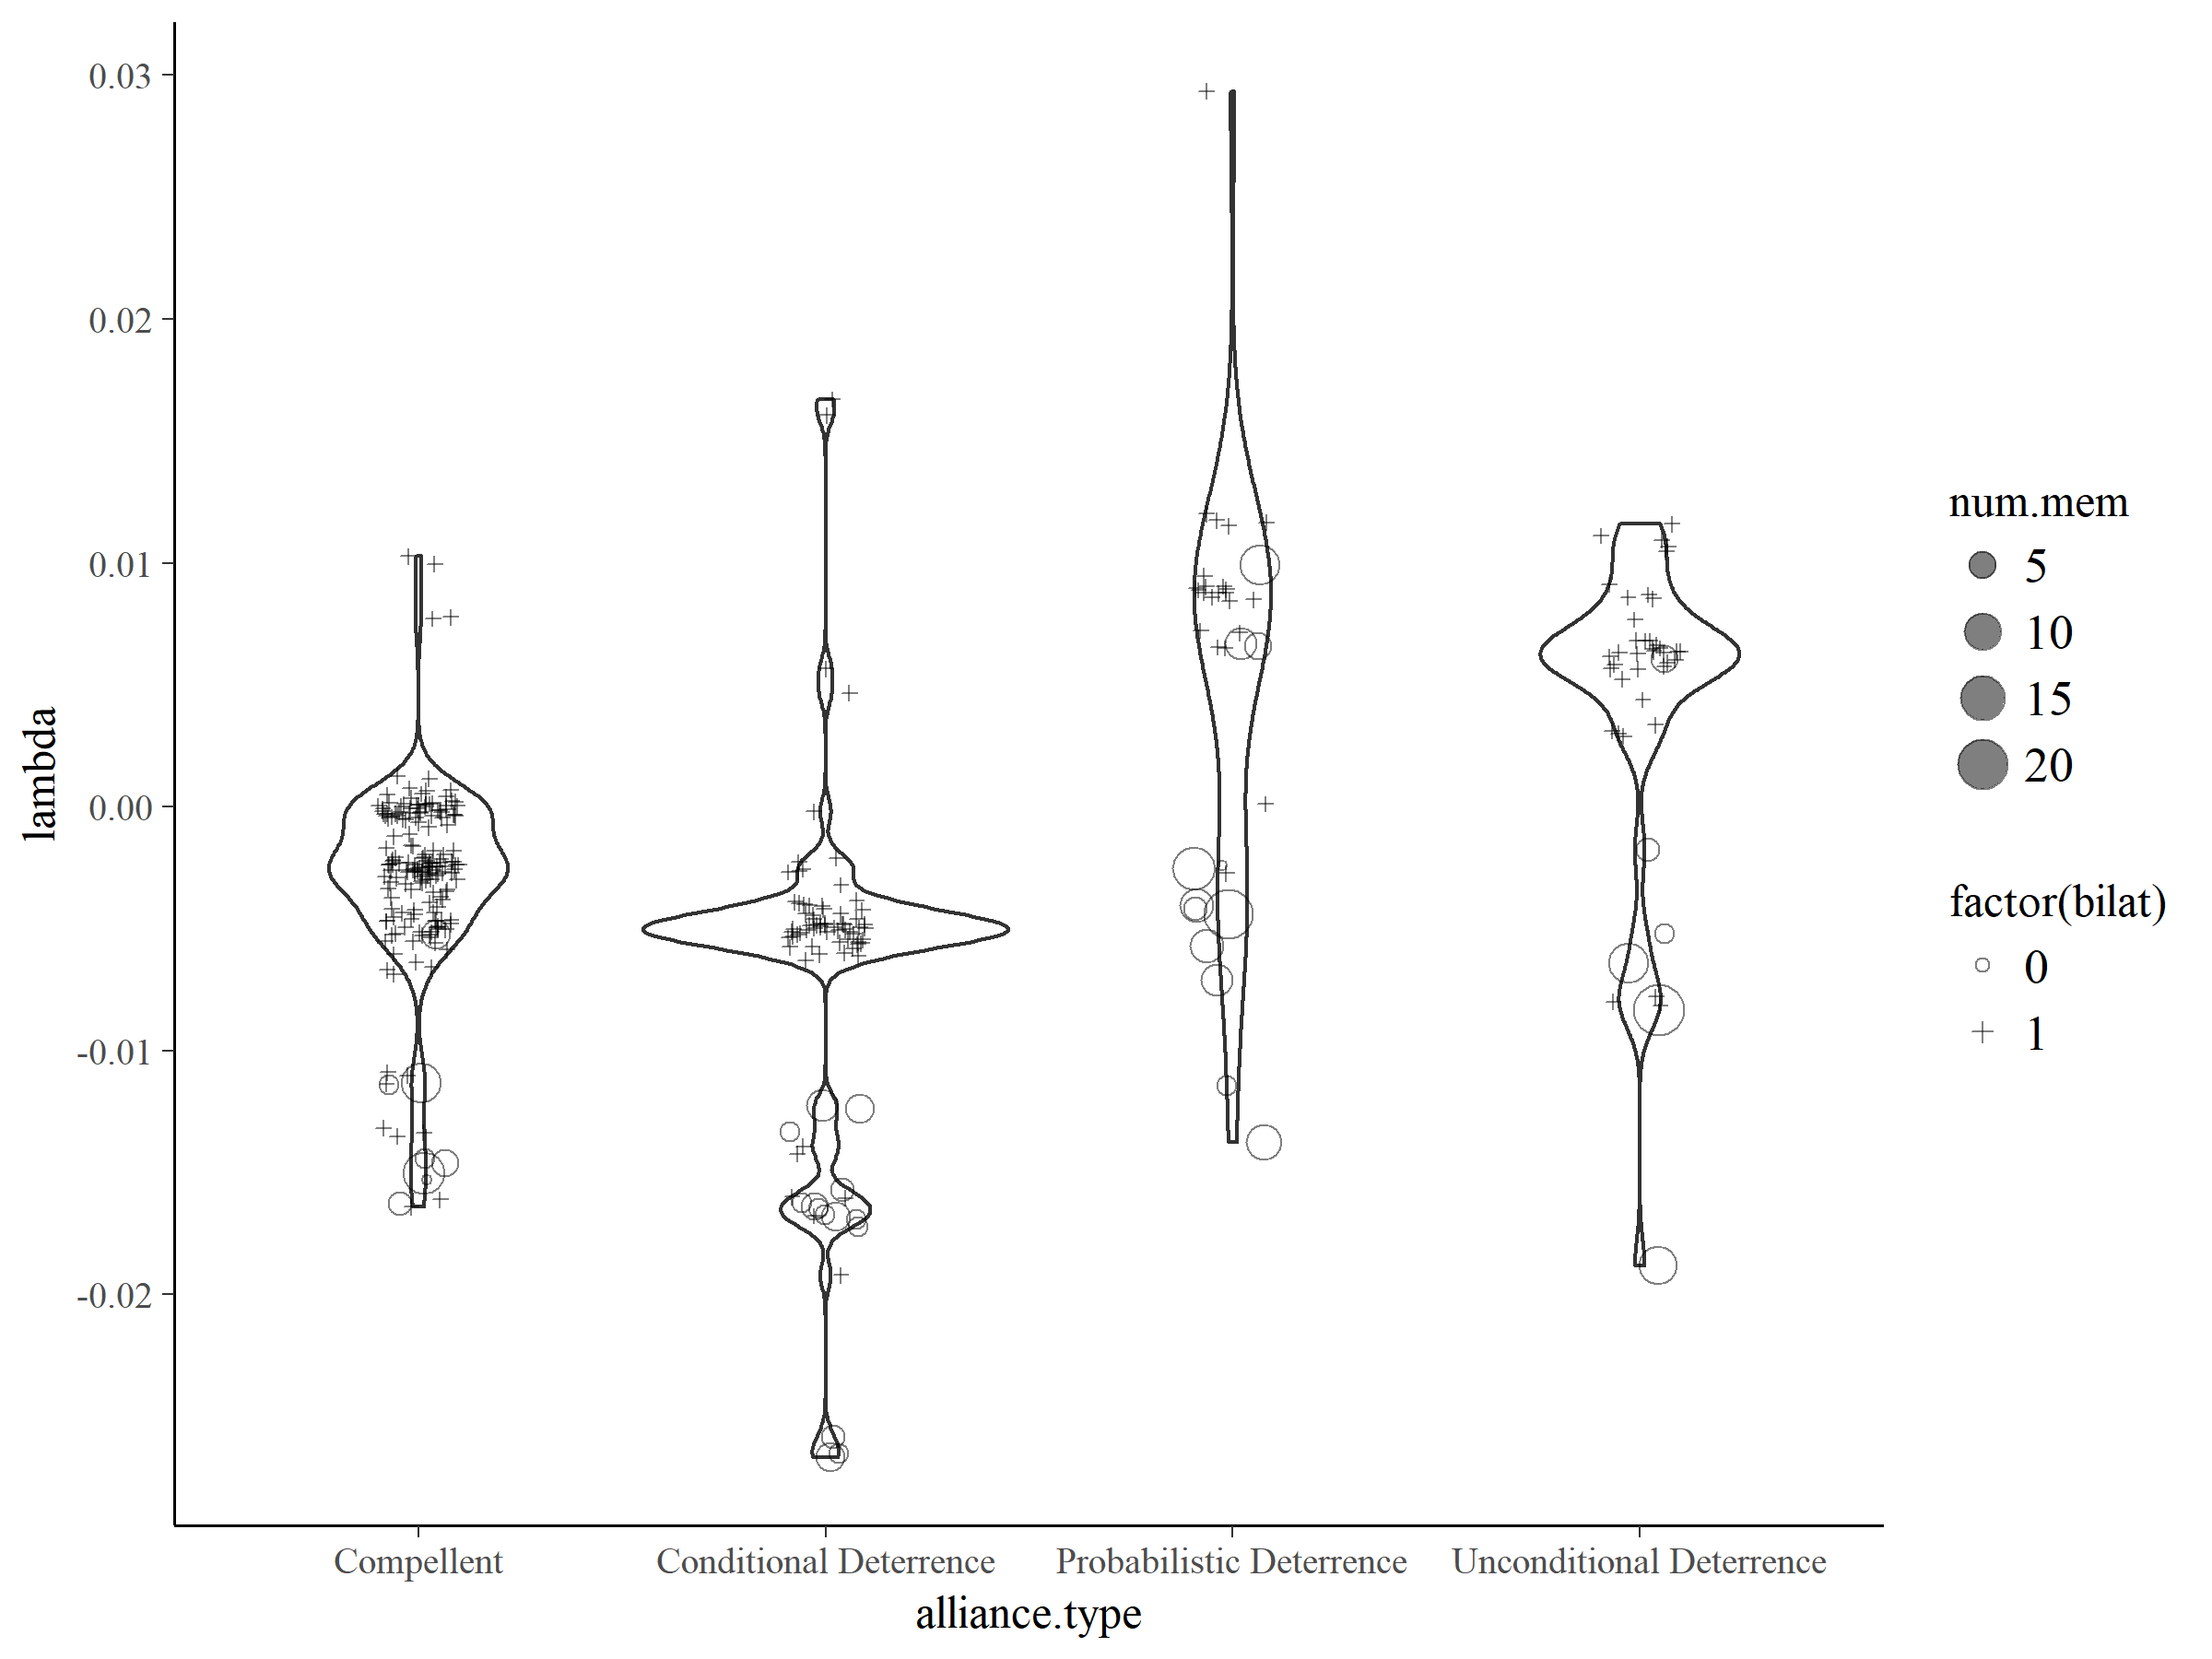 0.03
0.02
0.01
0.00
-0.01
-0.02
lambda
Compellent
Conditional Deterrence
Probabilistic Deterrence
Unconditional Deterrence
alliance.type
num.mem
5
10
15
20
factor(bilat)
0
1